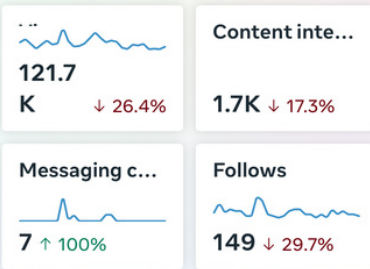 Content inte...
121.7
K
↓ 26.4%
1.7K ↓ 17.3%
Messaging c...
Follows
7 ↑ 100%
149 ↓ 29.7%